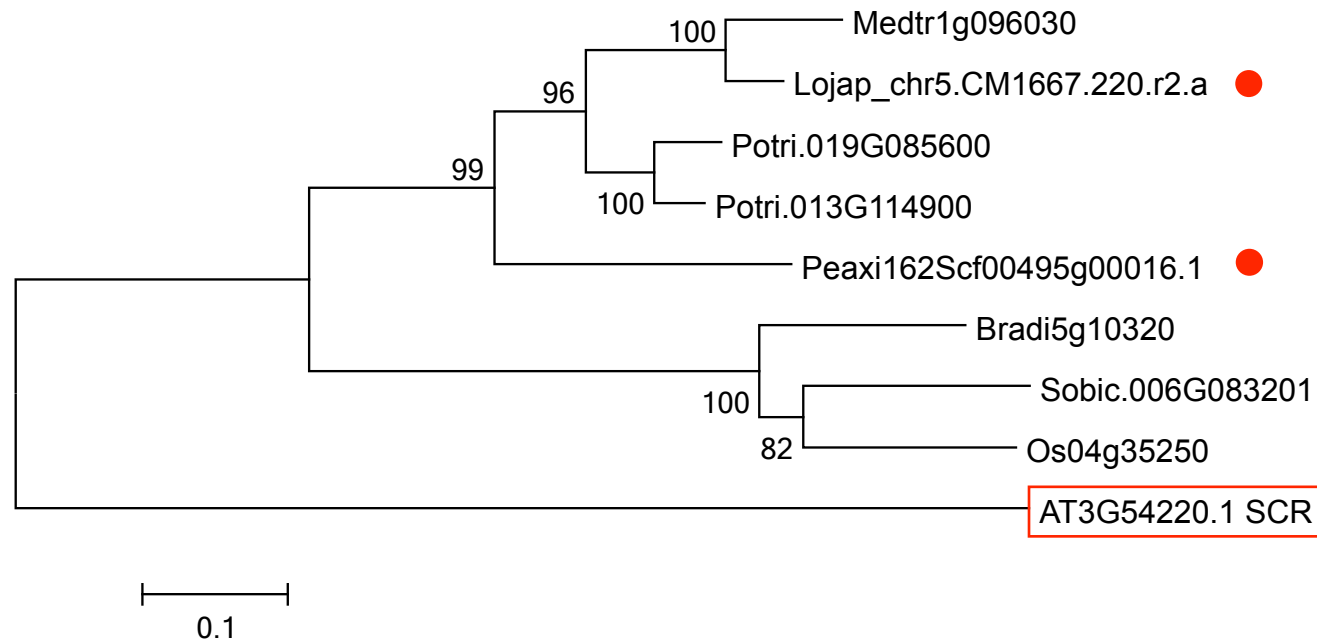 Medtr1g096030
100
Lojap_chr5.CM1667.220.r2.a
96
Potri.019G085600
99
100
Potri.013G114900
Peaxi162Scf00495g00016.1
Bradi5g10320
Sobic.006G083201
100
82
Os04g35250
AT3G54220.1 SCR
0.1